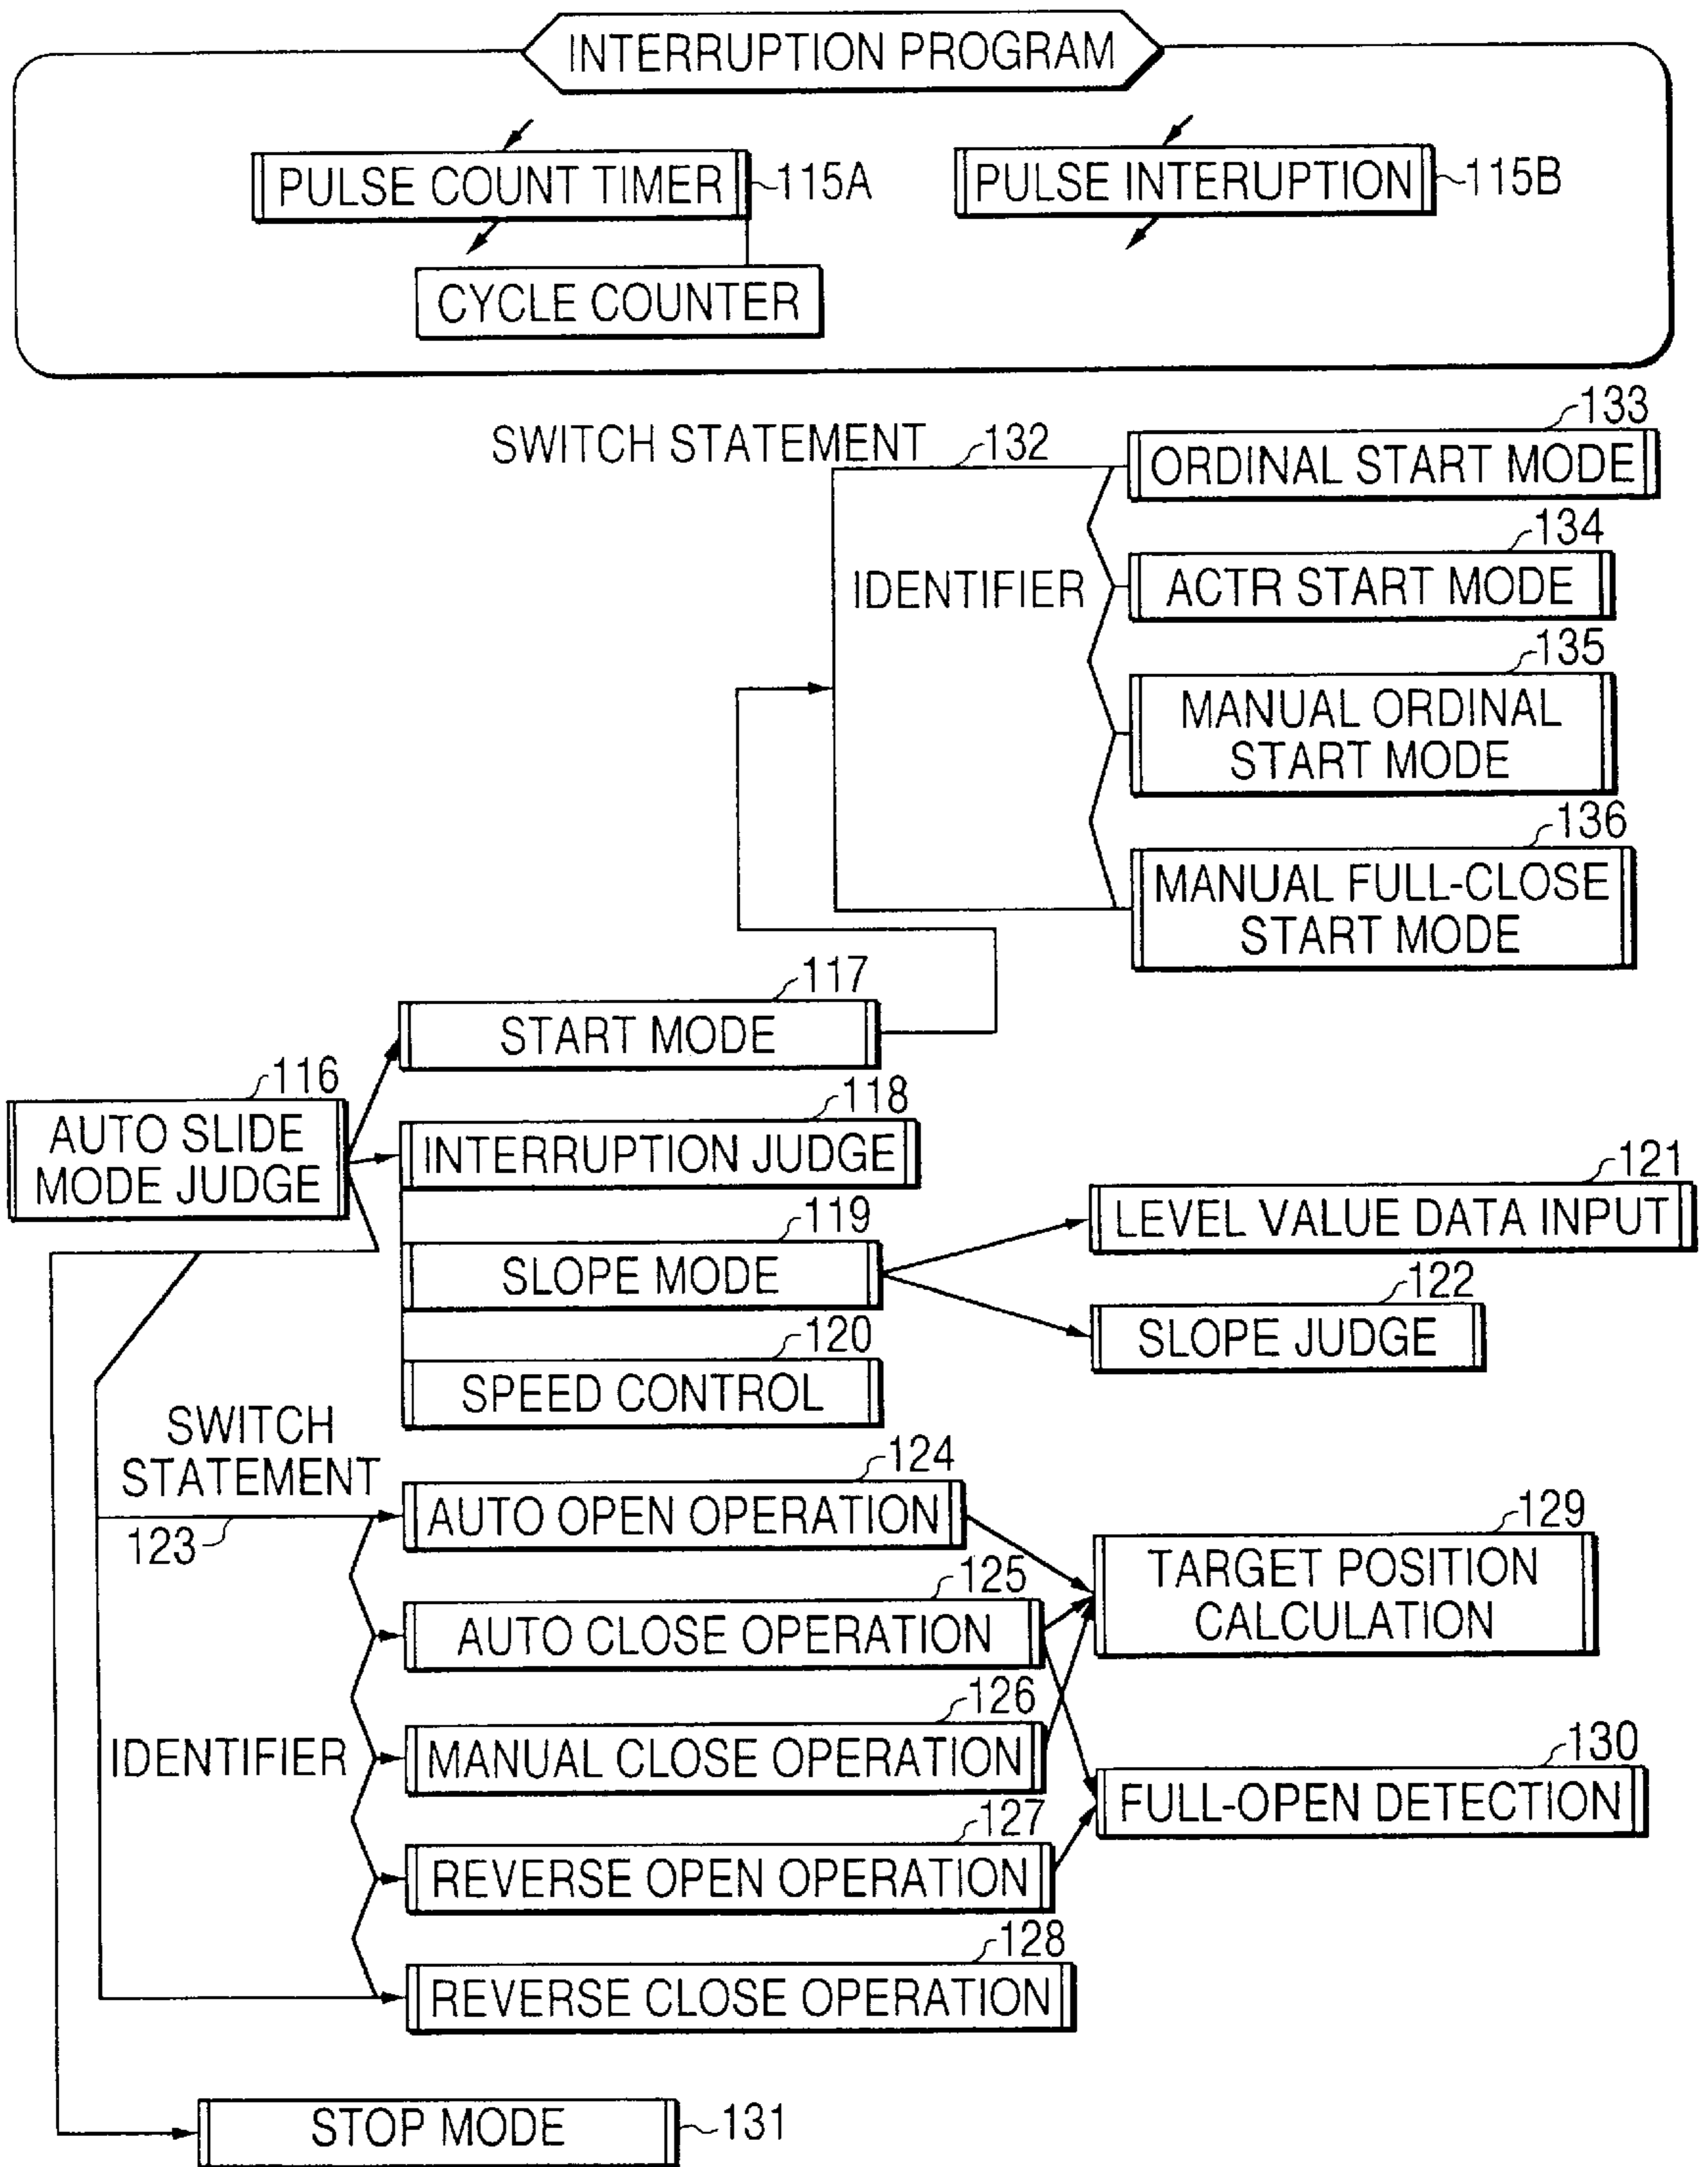 INTERRUPTION PROGRAM
PULSE COUNT TIMER
115A
PULSE INTERUPTION
115B
CYCLE COUNTER
SWITCH STATEMENT
132
133
ORDINAL START MODE
IDENTIFIER
134
ACTR START MODE
135
MANUAL ORDINAL
START MODE
136
MANUAL FULL-CLOSE
START MODE
117
START MODE
116
AUTO SLIDE
MODE JUDGE
118
INTERRUPTION JUDGE
119
SLOPE MODE
121
LEVEL VALUE DATA INPUT
122
SLOPE JUDGE
120
SPEED CONTROL
SWITCH
STATEMENT
123
124
AUTO OPEN OPERATION
129
TARGET POSITION
CALCULATION
125
AUTO CLOSE OPERATION
IDENTIFIER
126
MANUAL CLOSE OPERATION
130
FULL-OPEN DETECTION
127
REVERSE OPEN OPERATION
128
REVERSE CLOSE OPERATION
STOP MODE
131